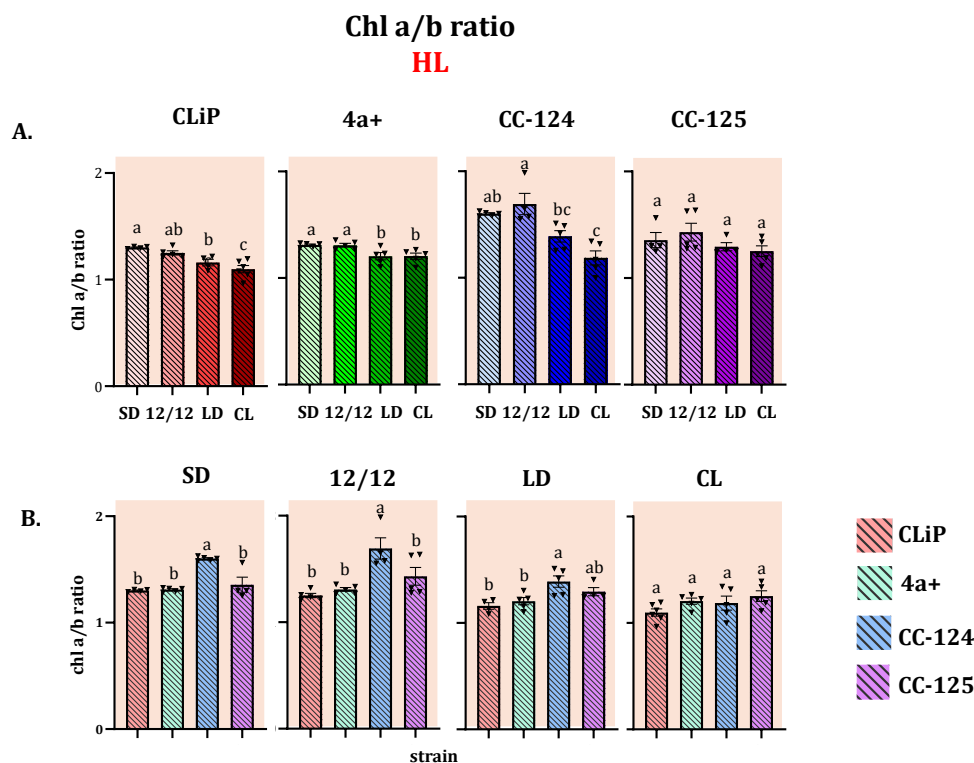 Chl a/b ratio
HL
A.
CLiP 4a+ CC-124 CC-125
Chl a/b ratio
2
1
0
a ab b c
a a b b
ab a bc c
a a a a
SD 12/12 LD CL
SD 12/12 LD CL
SD 12/12 LD CL
SD 12/12 LD CL
B.
SD 12/12 LD CL
chl a/b ratio
2
1
0
b b a b
b b a b
b b a ab
a a a a
strain
CLiP
4a+
CC-124
CC-125